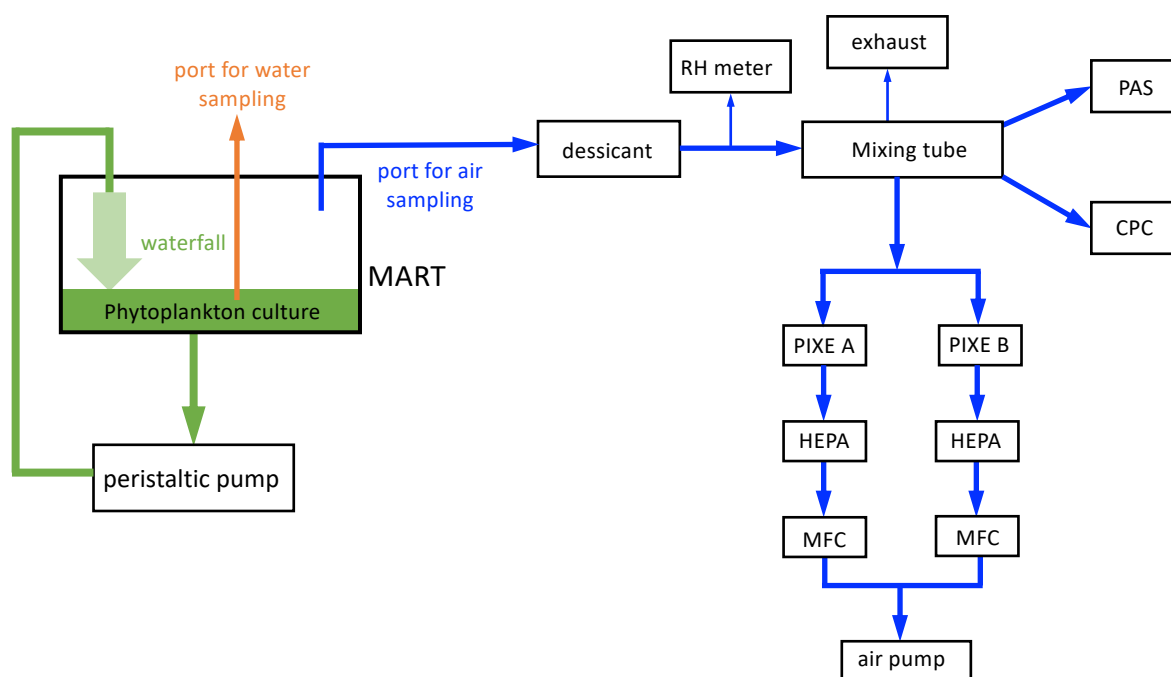 port for water
sampling
waterfall
Phytoplankton culture
MART
peristaltic pump
port for air
sampling
dessicant
RH meter
exhaust
Mixing tube
PAS
CPC
PIXE A
PIXE B
HEPA
HEPA
MFC
MFC
air pump